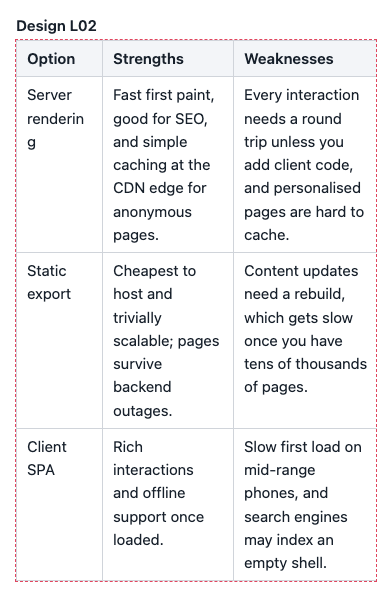 Design L02
Option Strengths Weaknesses
Server
renderin
g
Fast first paint,
good for SEO,
and simple
caching at the
CDN edge for
anonymous
pages.
Every interaction
needs a round
trip unless you
add client code,
and personalised
pages are hard to
cache.
Static
export
Cheapest to
host and
trivially
scalable; pages
survive
backend
outages.
Content updates
need a rebuild,
which gets slow
once you have
tens of thousands
of pages.
Client
SPA
Rich
interactions
and offline
support once
loaded.
Slow first load on
mid-range
phones, and
search engines
may index an
empty shell.